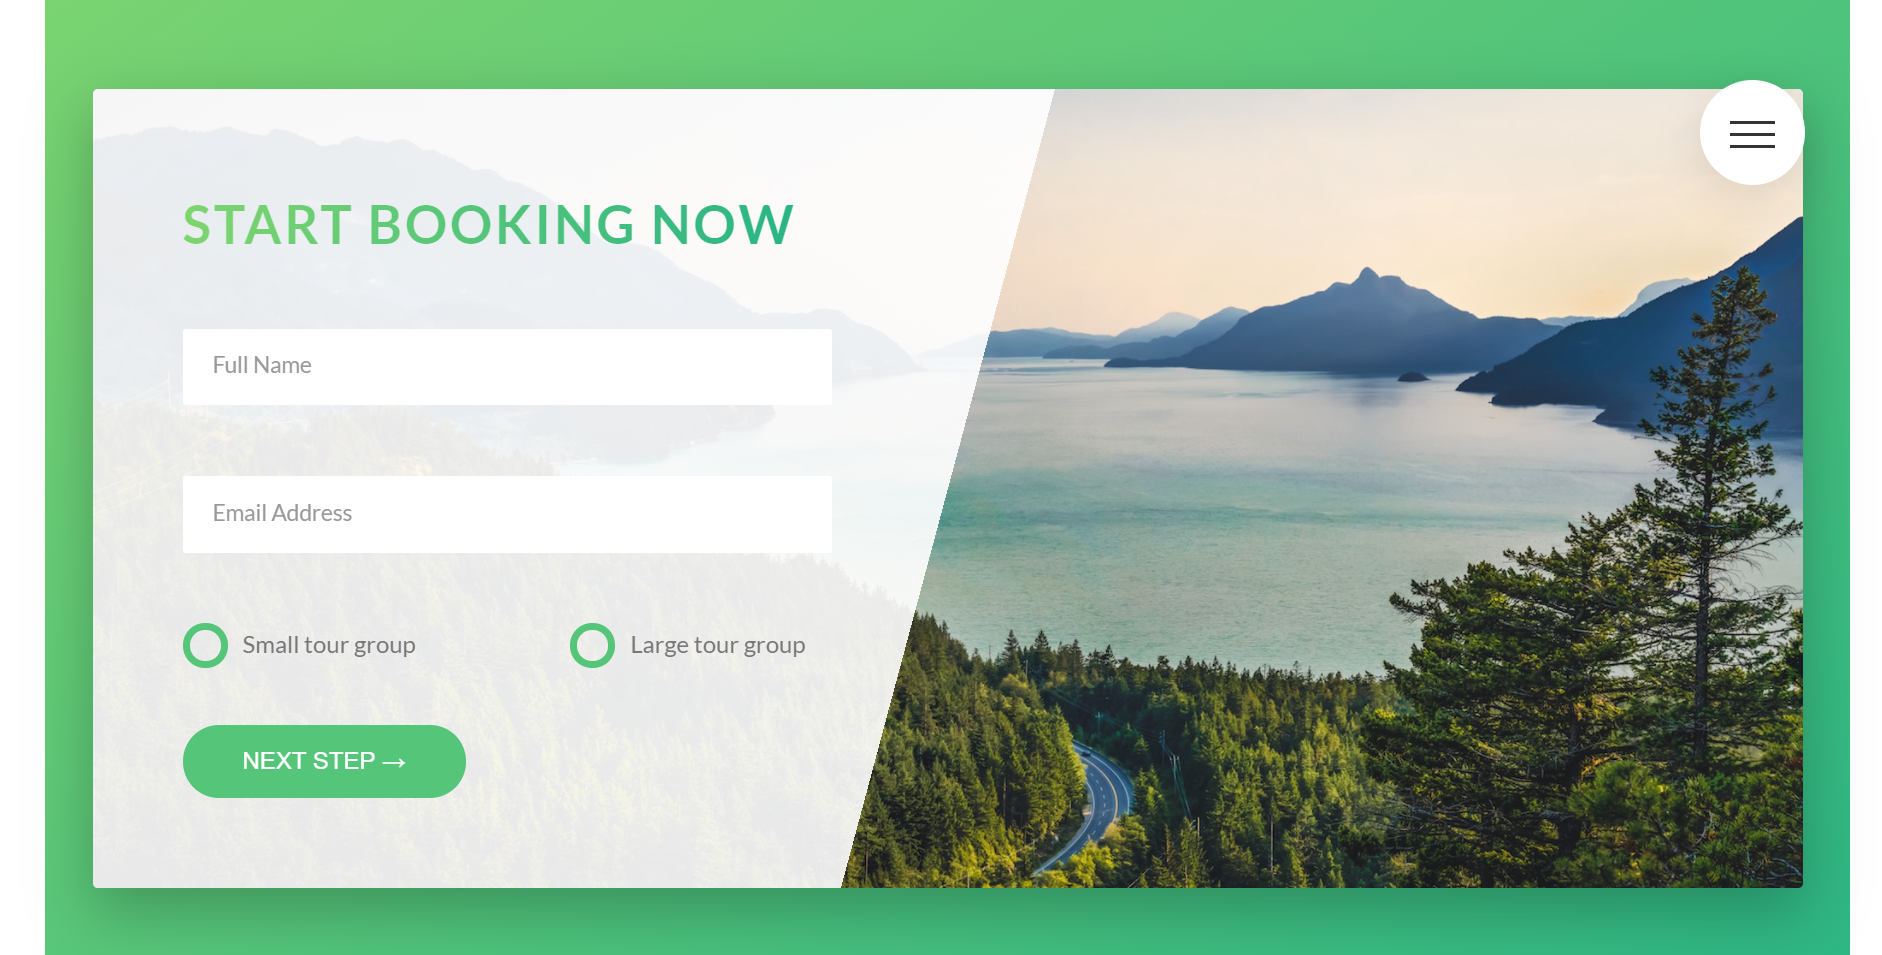 START BOOKING NOW
Full Name
Email Address
Small tour group
Large tour group
NEXT STEP →